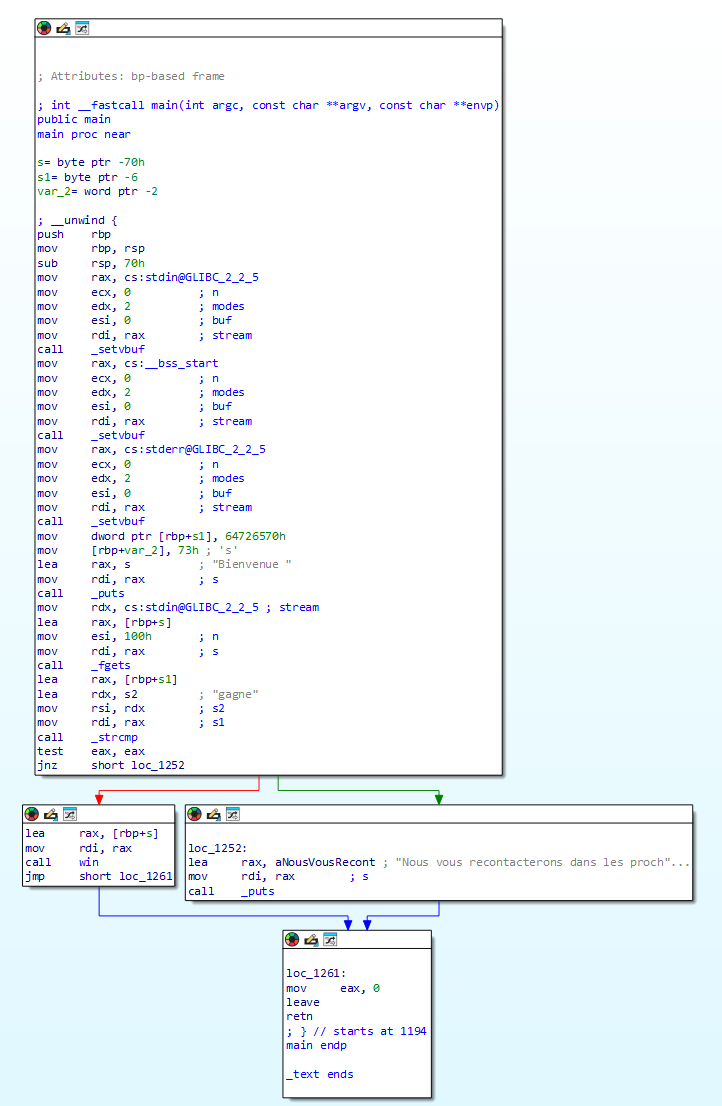 ; Attributes: bp-based frame
; int __fastcall main(int argc, const char **argv, const char **envp)
public main
main proc near
s= byte ptr -70h
s1= byte ptr -6
var_2= word ptr -2
; __unwind {
push rbp
mov rbp, rsp
sub rsp, 70h
mov rax, cs:stdin@GLIBC_2_2_5
mov ecx, 0 ; n
mov edx, 2 ; modes
mov esi, 0 ; buf
mov rdi, rax ; stream
call _setvbuf
mov rax, cs:__bss_start
mov ecx, 0 ; n
mov edx, 2 ; modes
mov esi, 0 ; buf
mov rdi, rax ; stream
call _setvbuf
mov rax, cs:stderr@GLIBC_2_2_5
mov ecx, 0 ; n
mov edx, 2 ; modes
mov esi, 0 ; buf
mov rdi, rax ; stream
call _setvbuf
mov dword ptr [rbp+s1], 64726570h
mov [rbp+var_2], 73h ; 's'
lea rax, s ; "Bienvenue "
mov rdi, rax ; s
call _puts
mov rdx, cs:stdin@GLIBC_2_2_5 ; stream
lea rax, [rbp+s]
mov esi, 100h ; n
mov rdi, rax ; s
call _fgets
lea rax, [rbp+s1]
lea rdx, s2 ; "gagne"
mov rsi, rdx ; s2
mov rdi, rax ; s1
call _strcmp
test eax, eax
jnz short loc_1252
lea rax, [rbp+s]
mov rdi, rax
call win
jmp short loc_1261
loc_1252:
lea rax, aNousVousRecont ; "Nous vous recontacterons dans les proch"...
mov rdi, rax ; s
call _puts
loc_1261:
mov eax, 0
leave
retn
; } // starts at 1194
main endp
_text ends